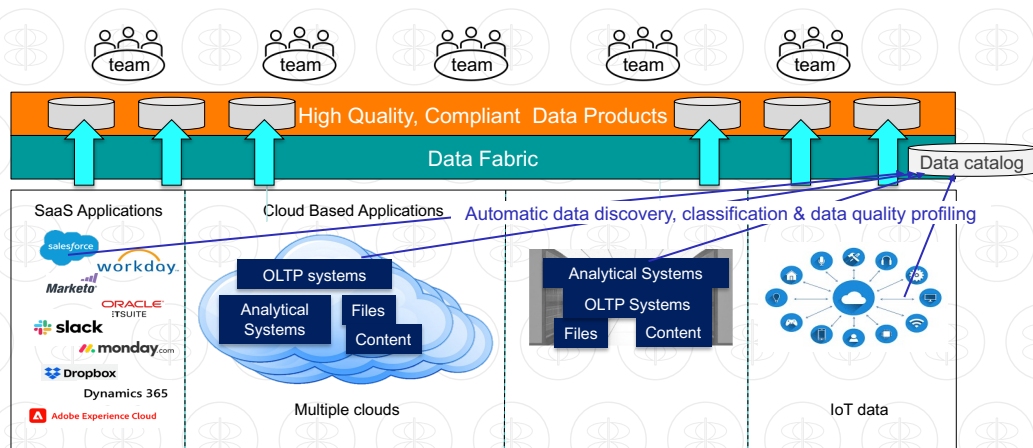 team
team
team
team
team
High Quality, Compliant Data Products
Data Fabric
Data catalog
SaaS Applications
Cloud Based Applications
Automatic data discovery, classification & data quality profiling
salesforce
workday.
Marketo
ORACLE
ITSUITE
slack
monday.com
Dropbox
Dynamics 365
Adobe Experience Cloud
OLTP systems
Analytical
Systems
Files
Content
Multiple clouds
Analytical Systems
OLTP Systems
Files
Content
IoT data